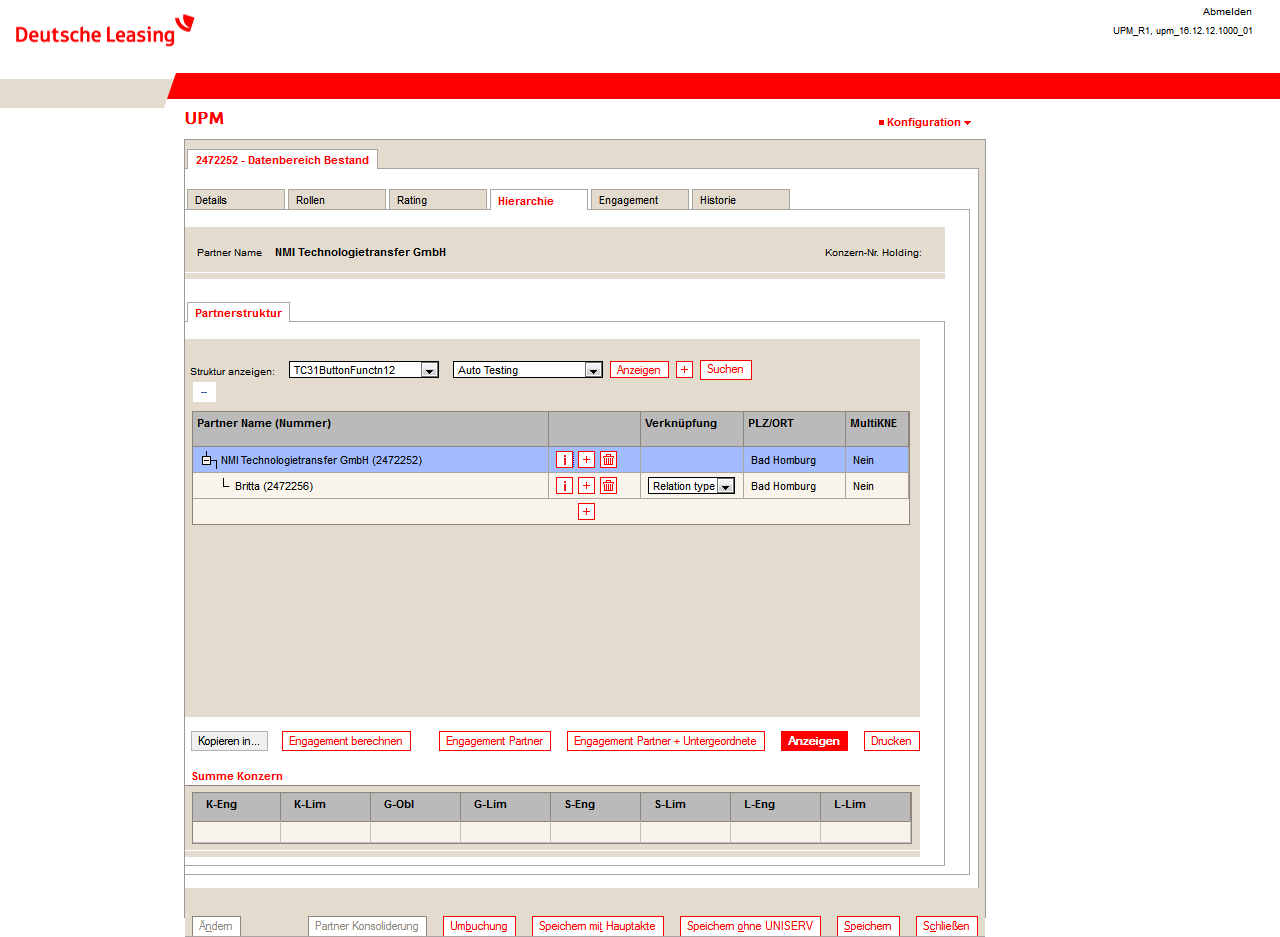 Abmelden
Deutsche Leasing
UPM_R1, upm_16.12.12.1000_01
UPM
Konfiguration
2472252 - Datenbereich Bestand
Details Rollen Rating Hierarchie Engagement Historie
Partner Name NMI Technologietransfer GmbH Konzern-Nr. Holding:
Partnerstruktur
Struktur anzeigen: TC31ButtonFunctn12 Auto Testing Anzeigen + Suchen
--
Partner Name (Nummer) Verknüpfung PLZ/ORT MultiKNE
NMI Technologietransfer GmbH (2472252) i + Bad Homburg Nein
Britta (2472256) i + Relation type Bad Homburg Nein
+
Kopieren in... Engagement berechnen Engagement Partner Engagement Partner + Untergeordnete Anzeigen Drucken
Summe Konzern
K-Eng K-Lim G-Obl G-Lim S-Eng S-Lim L-Eng L-Lim
Ändern Partner Konsolidierung Umbuchung Speichern mit Hauptakte Speichern ohne UNISERV Speichern Schließen